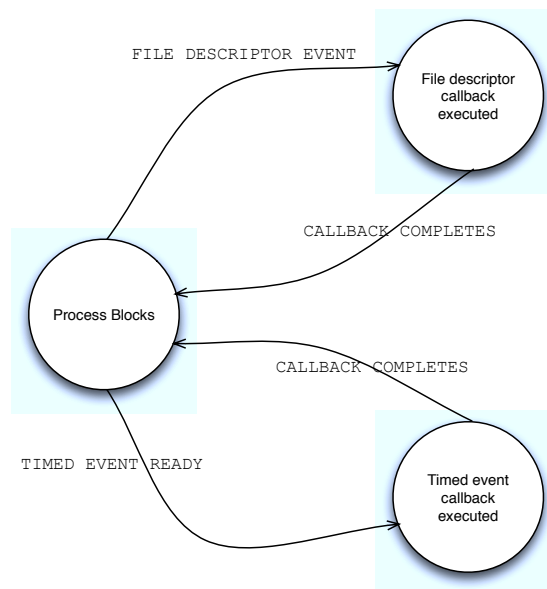 FILE DESCRIPTOR EVENT
File descriptor
callback
executed
CALLBACK COMPLETES
Process Blocks
CALLBACK COMPLETES
TIMED EVENT READY
Timed event
callback
executed